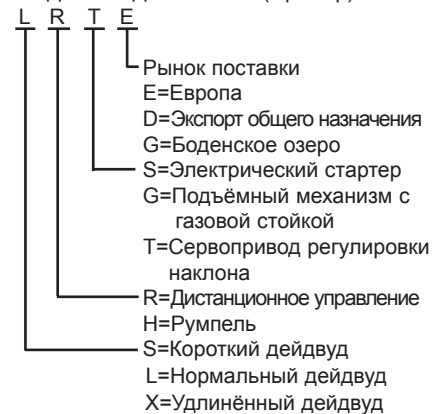 L R T E
Рынок поставки
E=Европа
D=Экспорт общего назначения
G=Боденское озеро
S=Электрический стартер
G=Подъёмный механизм с
газовой стойкой
T=Сервопривод регулировки
наклона
R=Дистанционное управление
H=Румпель
S=Короткий дейдвуд
L=Нормальный дейдвуд
X=Удлинённый дейдвуд